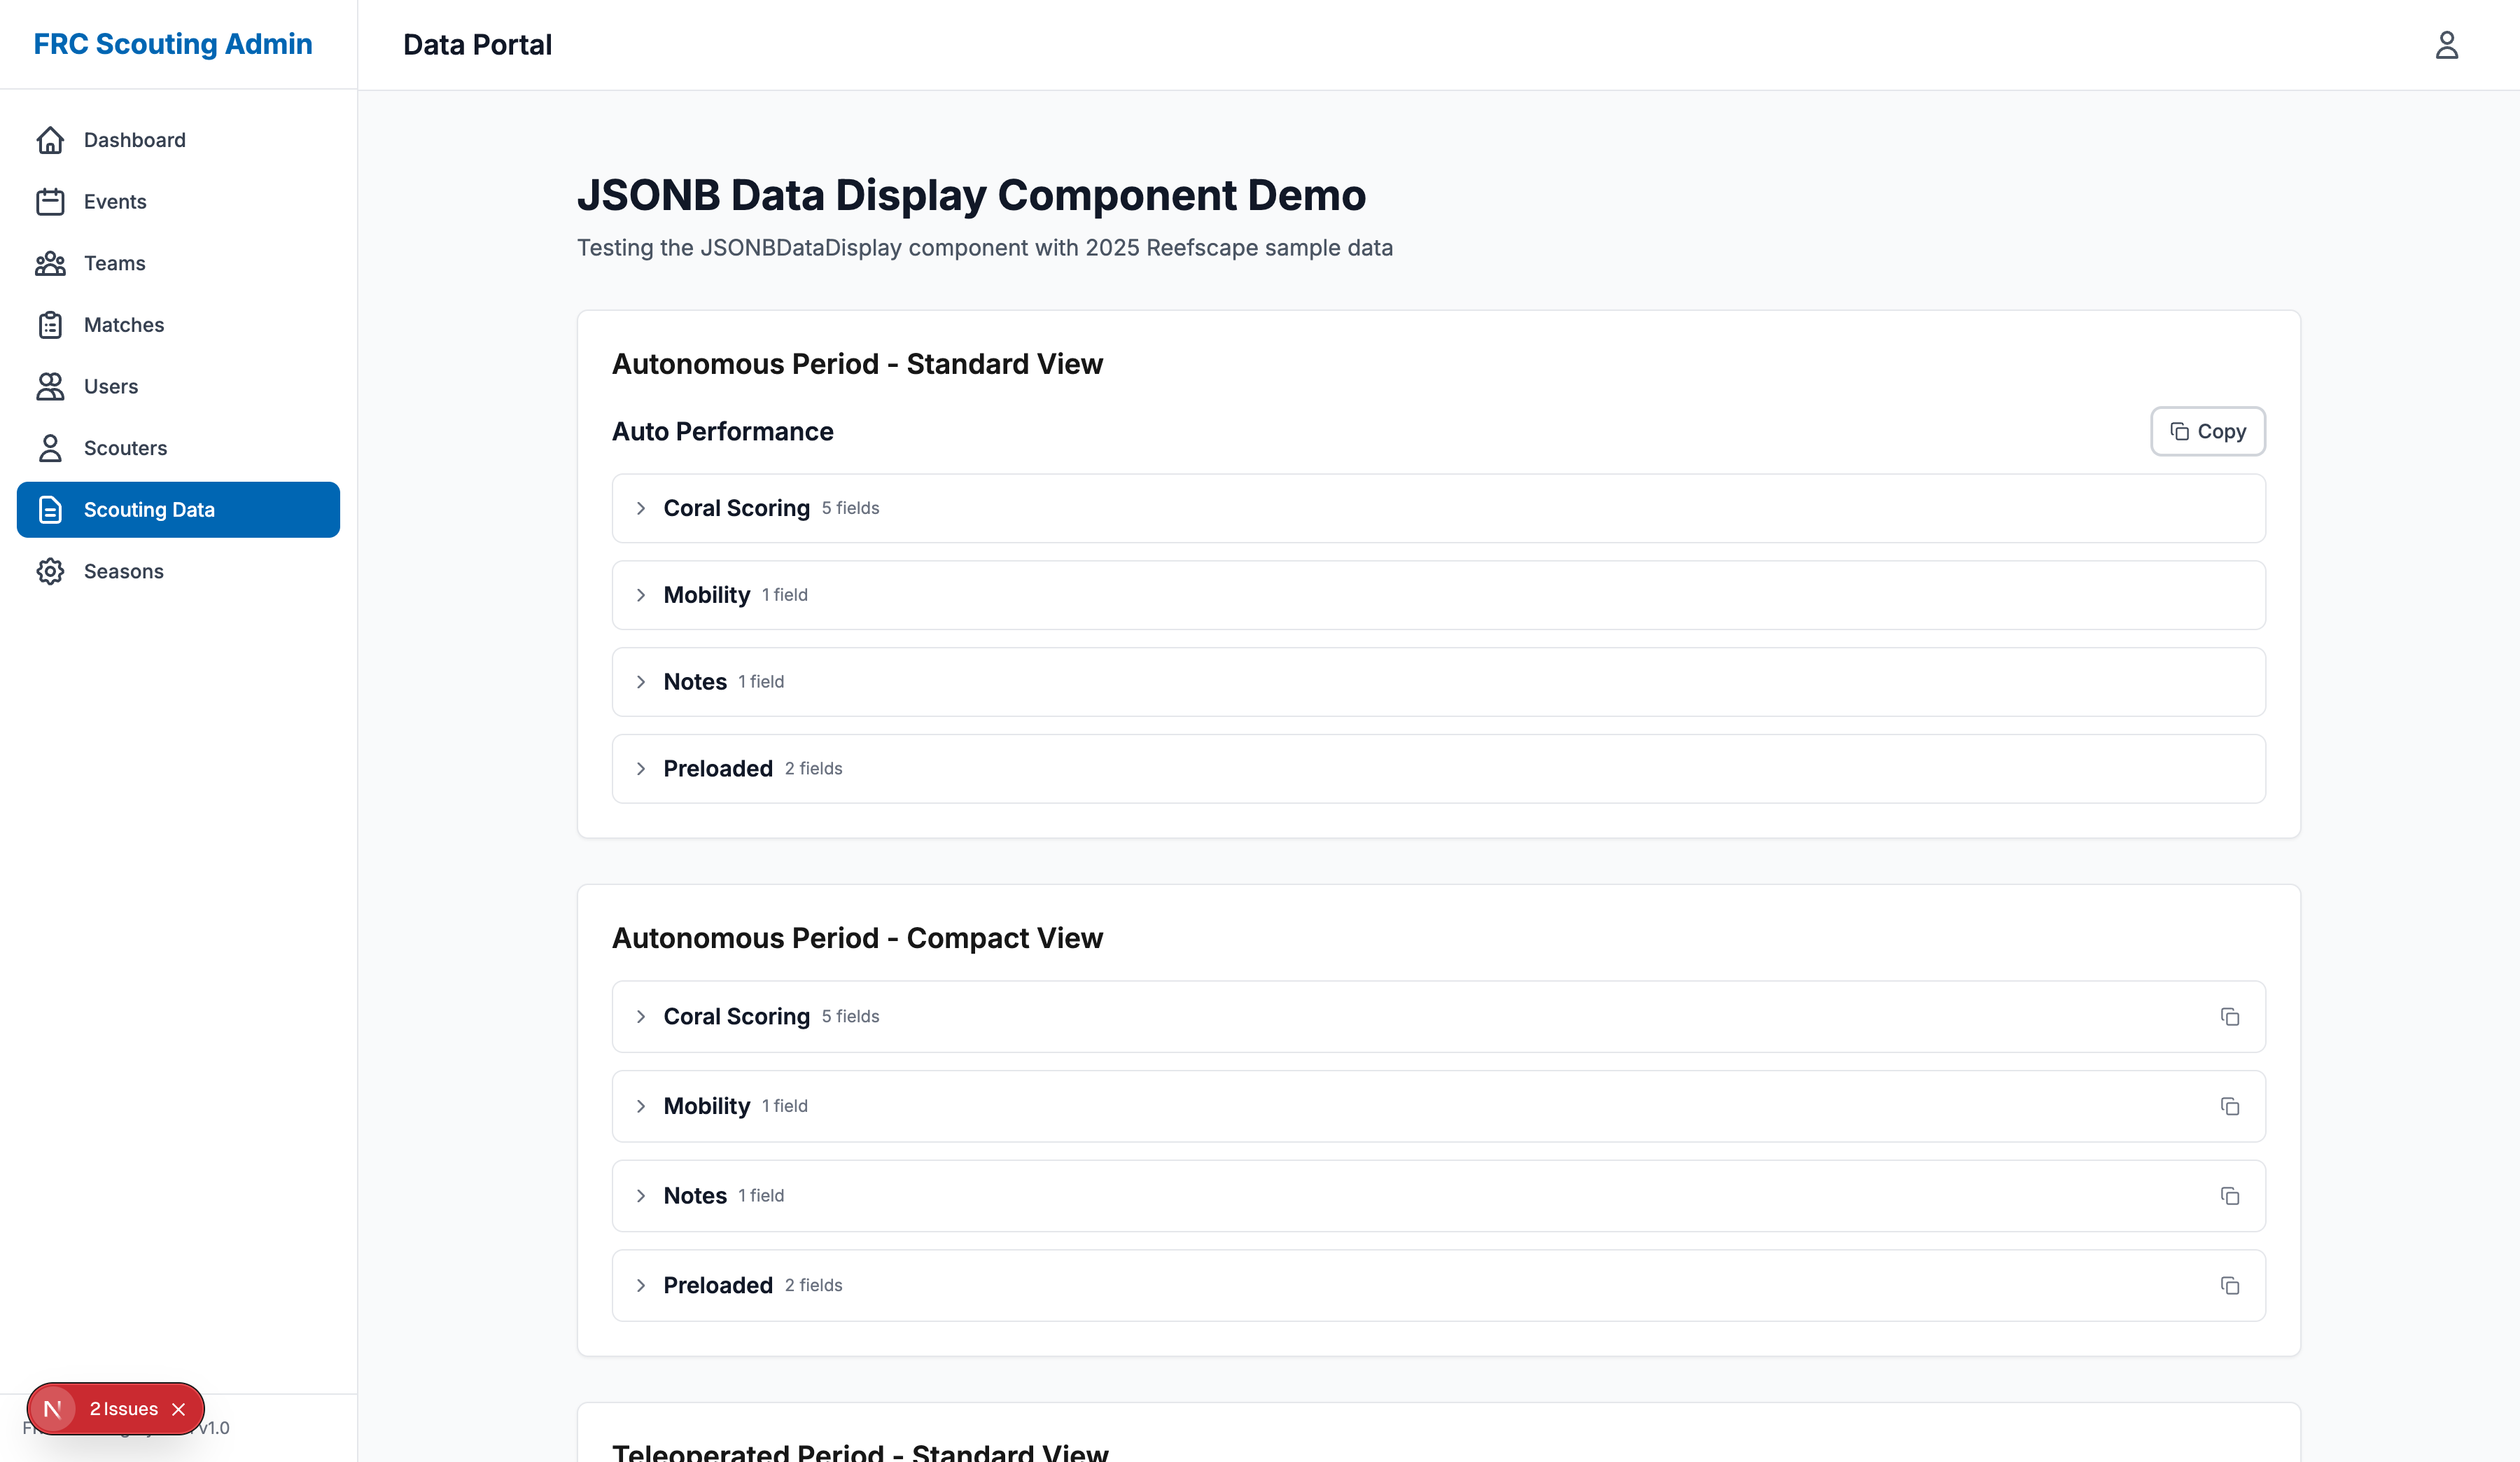 FRC Scouting Admin
Data Portal
Dashboard
Events
Teams
Matches
Users
Scouters
Scouting Data
Seasons
JSONB Data Display Component Demo
Testing the JSONBDataDisplay component with 2025 Reefscape sample data
Autonomous Period - Standard View
Auto Performance
Copy
Coral Scoring 5 fields
Mobility 1 field
Notes 1 field
Preloaded 2 fields
Autonomous Period - Compact View
Coral Scoring 5 fields
Mobility 1 field
Notes 1 field
Preloaded 2 fields
Teleoperated Period - Standard View
N 2 Issues
v1.0